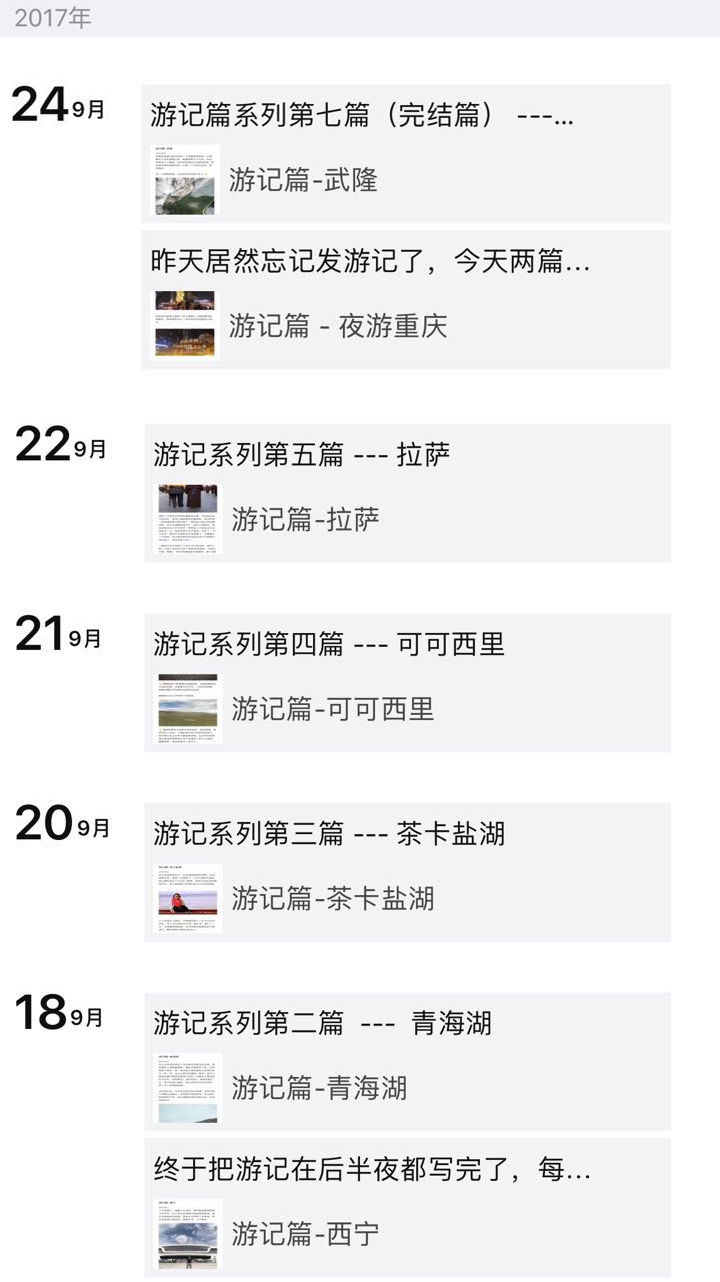 2017年
24 9月
游记篇系列第七篇（完结篇） ---...
游记篇-武隆
昨天居然忘记发游记了，今天两篇...
游记篇 - 夜游重庆
22 9月
游记系列第五篇 --- 拉萨
游记篇-拉萨
21 9月
游记系列第四篇 --- 可可西里
游记篇-可可西里
20 9月
游记系列第三篇 --- 茶卡盐湖
游记篇-茶卡盐湖
18 9月
游记系列第二篇 --- 青海湖
游记篇-青海湖
终于把游记在后半夜都写完了，每...
游记篇-西宁